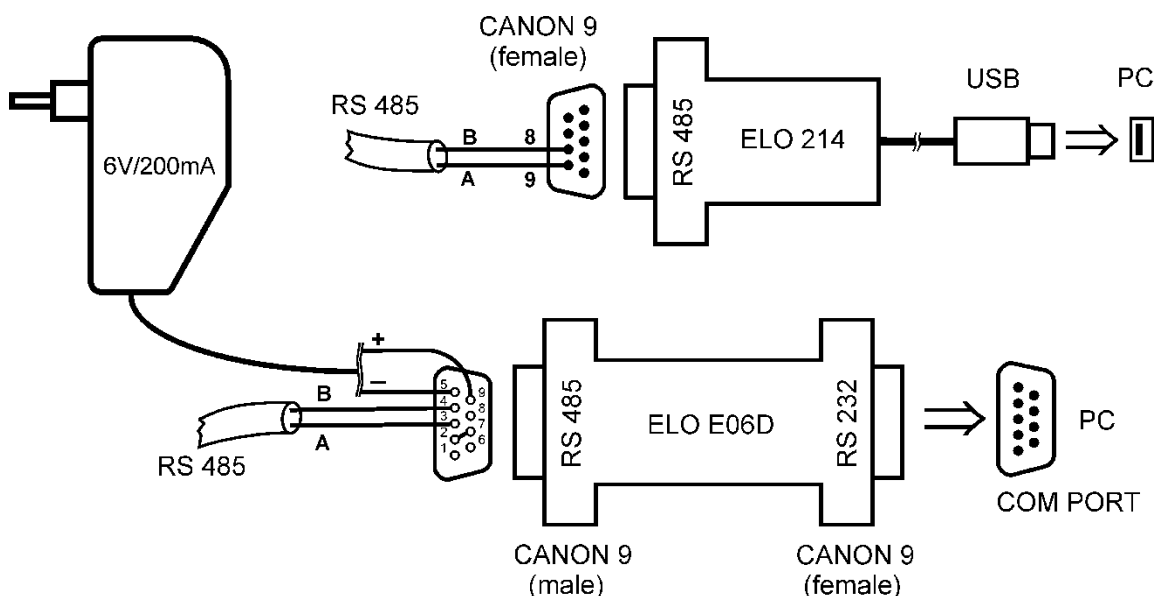 CANON 9
(female)
RS 485
B
8
A
9
RS 485
ELO 214
USB
PC
6V/200mA
+
–
B
A
RS 485
5
4
3
2
1
9
8
7
6
RS 485
ELO E06D
RS 232
PC
COM PORT
CANON 9
(male)
CANON 9
(female)